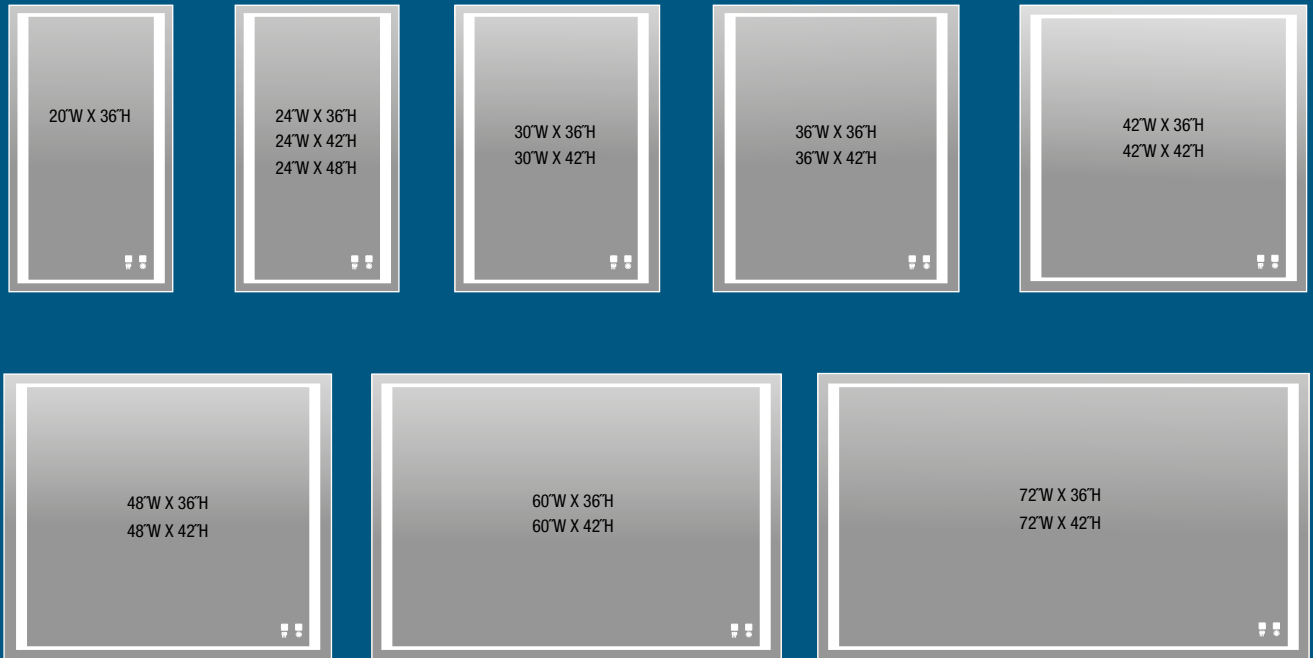 20˝W X 36˝H
24˝W X 36˝H
24˝W X 42˝H
24˝W X 48˝H
30˝W X 36˝H
30˝W X 42˝H
36˝W X 36˝H
36˝W X 42˝H
42˝W X 36˝H
42˝W X 42˝H
48˝W X 36˝H
48˝W X 42˝H
60˝W X 36˝H
60˝W X 42˝H
72˝W X 36˝H
72˝W X 42˝H